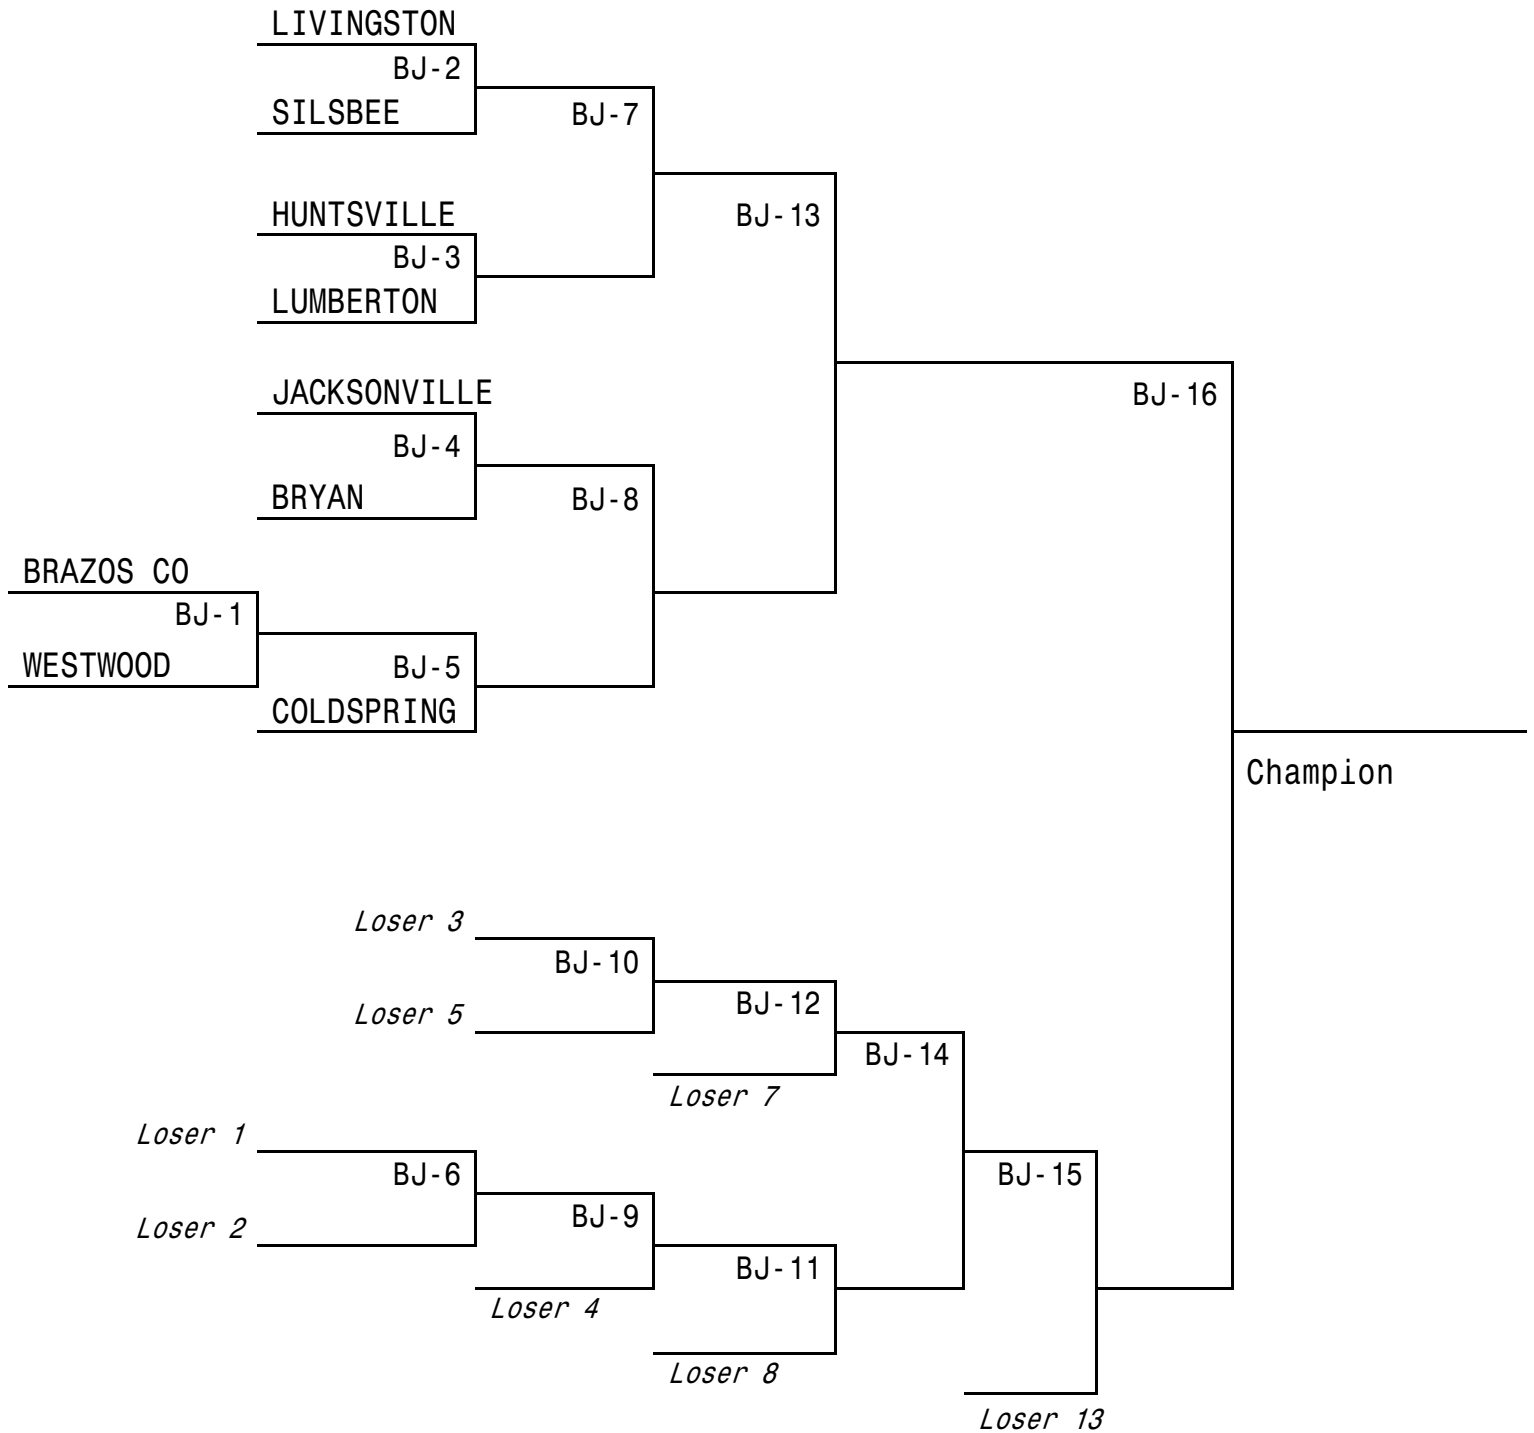 LIVINGSTON
BJ-2
SILSBEE
BJ-7
HUNTSVILLE
BJ-13
BJ-3
LUMBERTON
JACKSONVILLE
BJ-16
BJ-4
BRYAN
BJ-8
BRAZOS CO
BJ-1
WESTWOOD
BJ-5
COLDSPRING
Champion
Loser 3
BJ-10
Loser 5
BJ-12
BJ-14
Loser 7
Loser 1
BJ-6
BJ-15
Loser 2
BJ-9
BJ-11
Loser 4
Loser 8
Loser 13